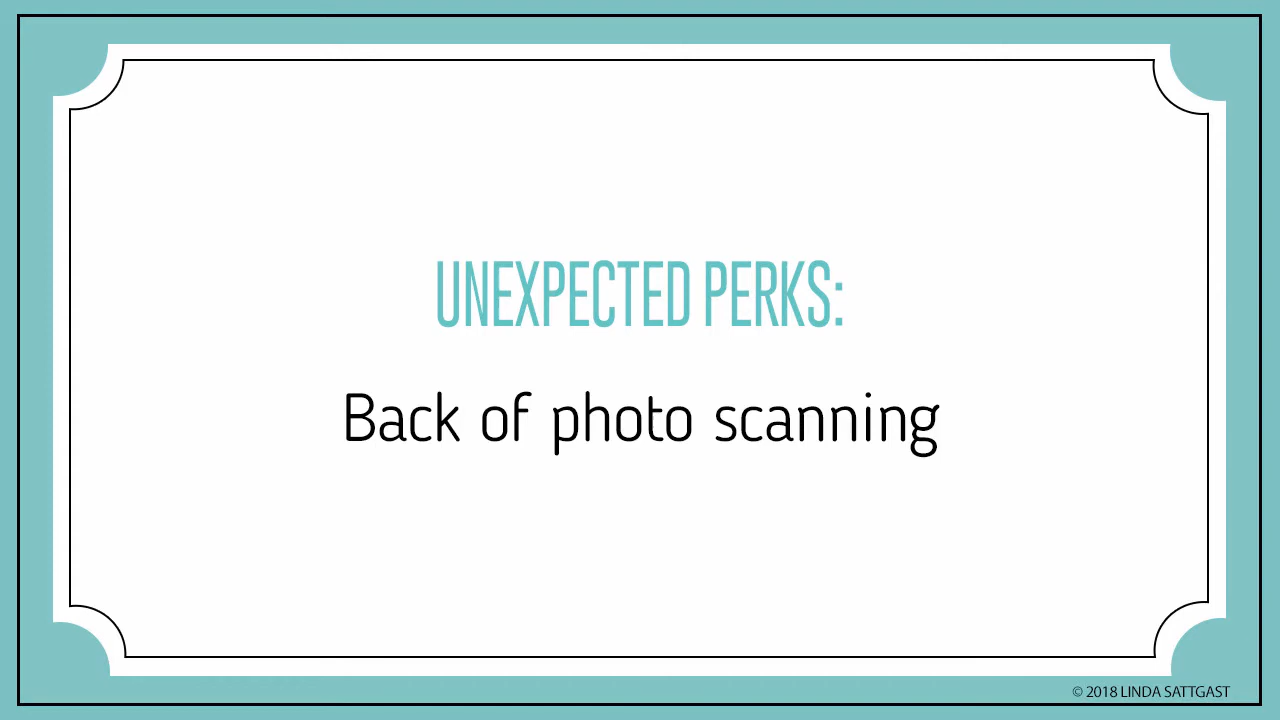 UNEXPECTED PERKS:
Back of photo scanning
© 2018 LINDA SATTGAST